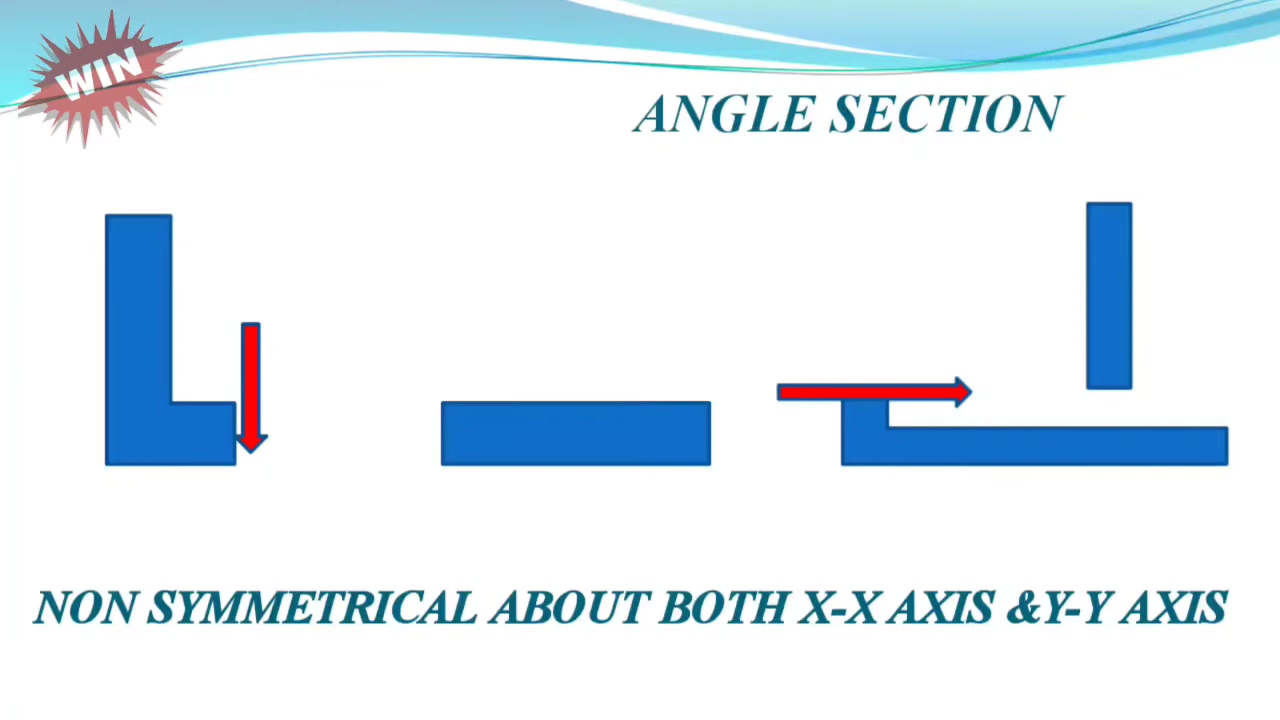 WIN
ANGLE SECTION
NON SYMMETRICAL ABOUT BOTH X-X AXIS &Y-Y AXIS